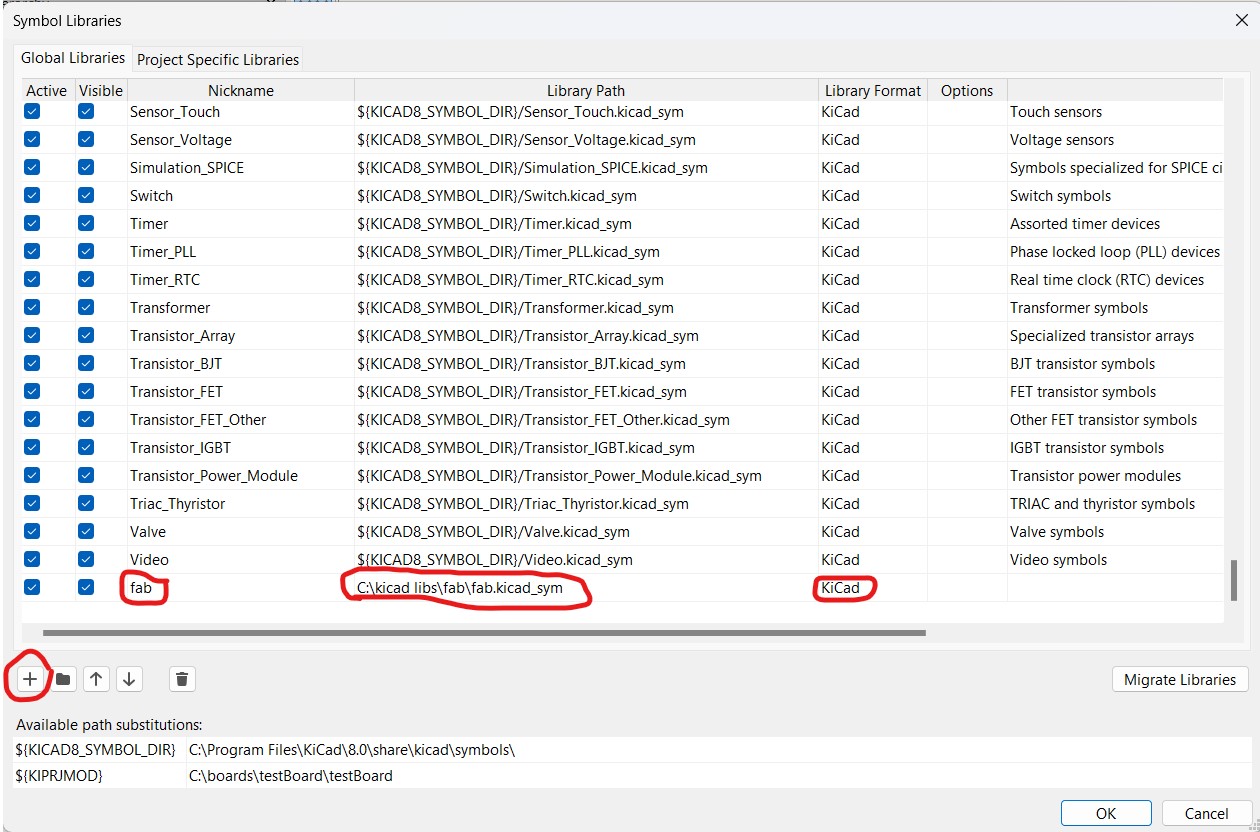 Symbol Libraries
Global Libraries Project Specific Libraries
Active Visible Nickname Library Path Library Format Options
Sensor_Touch ${KICAD8_SYMBOL_DIR}/Sensor_Touch.kicad_sym KiCad Touch sensors
Sensor_Voltage ${KICAD8_SYMBOL_DIR}/Sensor_Voltage.kicad_sym KiCad Voltage sensors
Simulation_SPICE ${KICAD8_SYMBOL_DIR}/Simulation_SPICE.kicad_sym KiCad Symbols specialized for SPICE ci
Switch ${KICAD8_SYMBOL_DIR}/Switch.kicad_sym KiCad Switch symbols
Timer ${KICAD8_SYMBOL_DIR}/Timer.kicad_sym KiCad Assorted timer devices
Timer_PLL ${KICAD8_SYMBOL_DIR}/Timer_PLL.kicad_sym KiCad Phase locked loop (PLL) devices
Timer_RTC ${KICAD8_SYMBOL_DIR}/Timer_RTC.kicad_sym KiCad Real time clock (RTC) devices
Transformer ${KICAD8_SYMBOL_DIR}/Transformer.kicad_sym KiCad Transformer symbols
Transistor_Array ${KICAD8_SYMBOL_DIR}/Transistor_Array.kicad_sym KiCad Specialized transistor arrays
Transistor_BJT ${KICAD8_SYMBOL_DIR}/Transistor_BJT.kicad_sym KiCad BJT transistor symbols
Transistor_FET ${KICAD8_SYMBOL_DIR}/Transistor_FET.kicad_sym KiCad FET transistor symbols
Transistor_FET_Other ${KICAD8_SYMBOL_DIR}/Transistor_FET_Other.kicad_sym KiCad Other FET transistor symbols
Transistor_IGBT ${KICAD8_SYMBOL_DIR}/Transistor_IGBT.kicad_sym KiCad IGBT transistor symbols
Transistor_Power_Module ${KICAD8_SYMBOL_DIR}/Transistor_Power_Module.kicad_sym KiCad Transistor power modules
Triac_Thyristor ${KICAD8_SYMBOL_DIR}/Triac_Thyristor.kicad_sym KiCad TRIAC and thyristor symbols
Valve ${KICAD8_SYMBOL_DIR}/Valve.kicad_sym KiCad Valve symbols
Video ${KICAD8_SYMBOL_DIR}/Video.kicad_sym KiCad Video symbols
fab C:\kicad libs\fab\fab.kicad_sym KiCad
Migrate Libraries
Available path substitutions:
${KICAD8_SYMBOL_DIR} C:\Program Files\KiCad\8.0\share\kicad\symbols\
${KIPRJMOD} C:\boards\testBoard\testBoard
OK Cancel